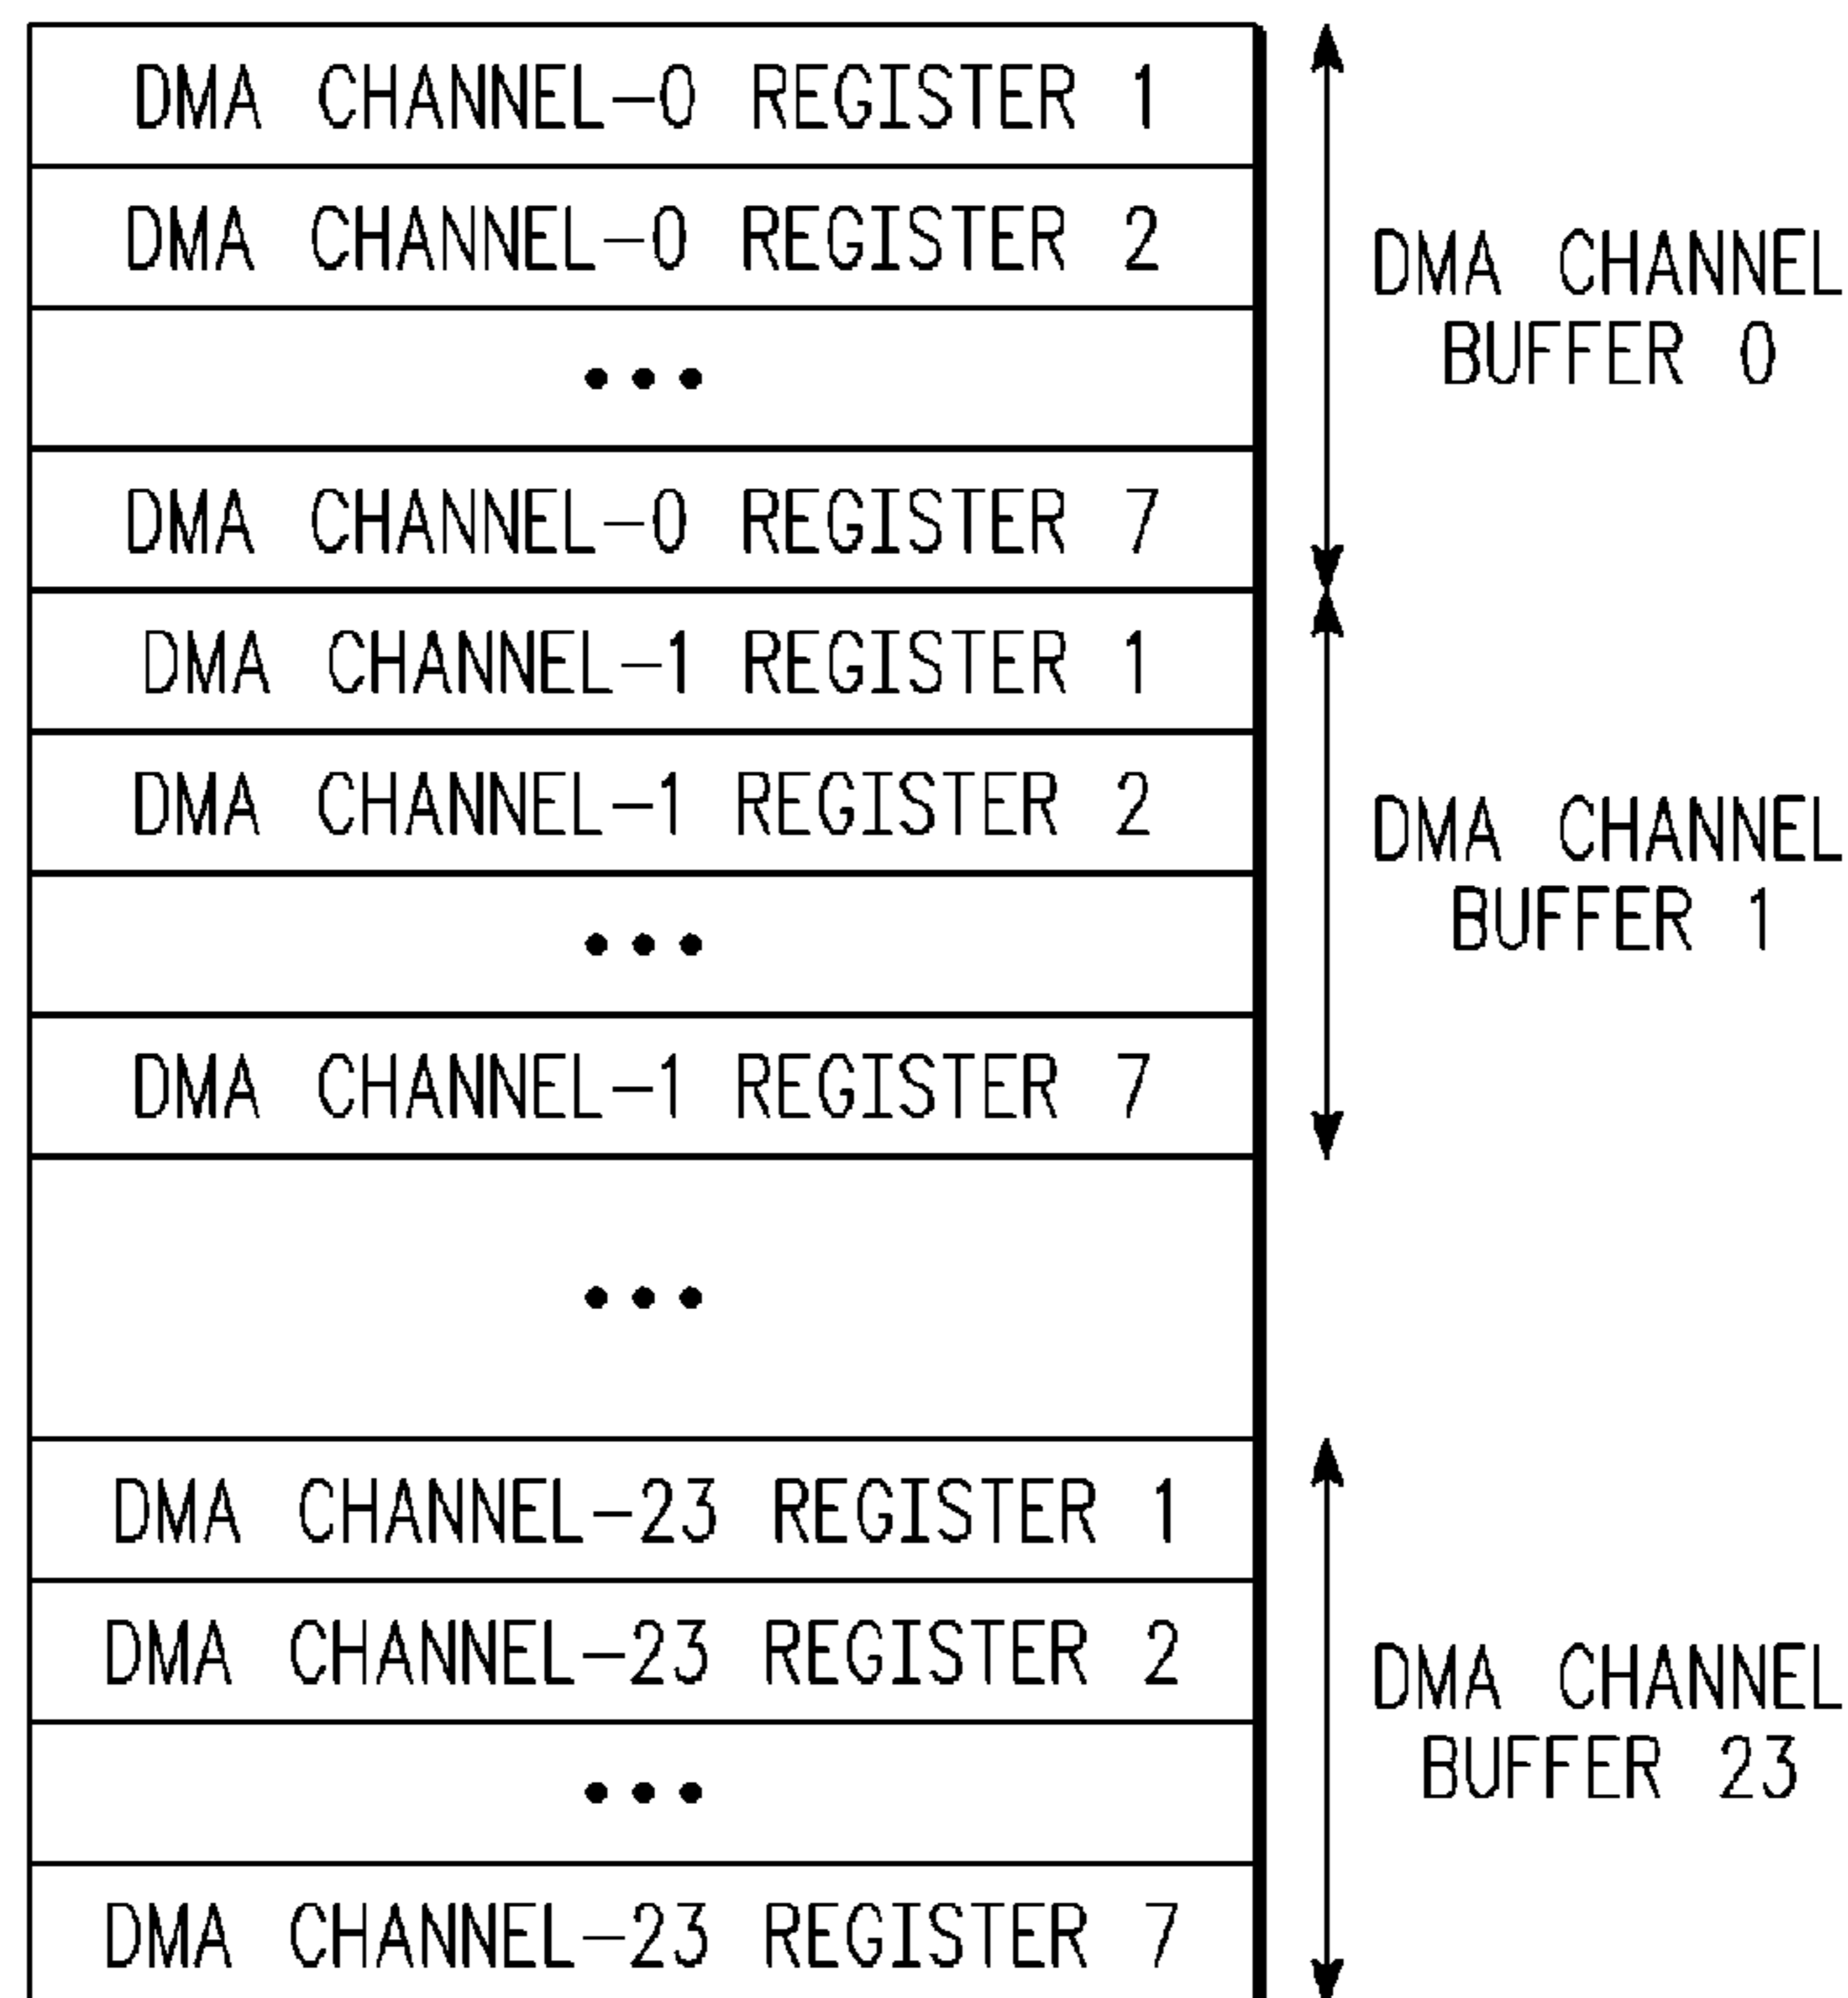 DMA CHANNEL-0 REGISTER 1
DMA CHANNEL-0 REGISTER 2
•••
DMA CHANNEL-0 REGISTER 7
DMA CHANNEL
BUFFER 0
DMA CHANNEL-1 REGISTER 1
DMA CHANNEL-1 REGISTER 2
•••
DMA CHANNEL-1 REGISTER 7
DMA CHANNEL
BUFFER 1
•••
DMA CHANNEL-23 REGISTER 1
DMA CHANNEL-23 REGISTER 2
•••
DMA CHANNEL-23 REGISTER 7
DMA CHANNEL
BUFFER 23